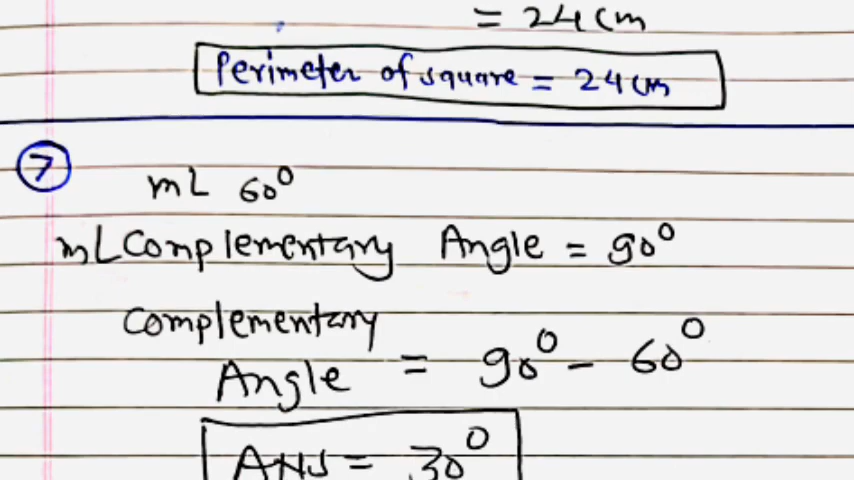 = 24 cm
Perimeter of square = 24 cm
7
m∠ 60°
m∠ Complementary Angle = 90°
Complementary
Angle = 90° - 60°
ANS = 30°